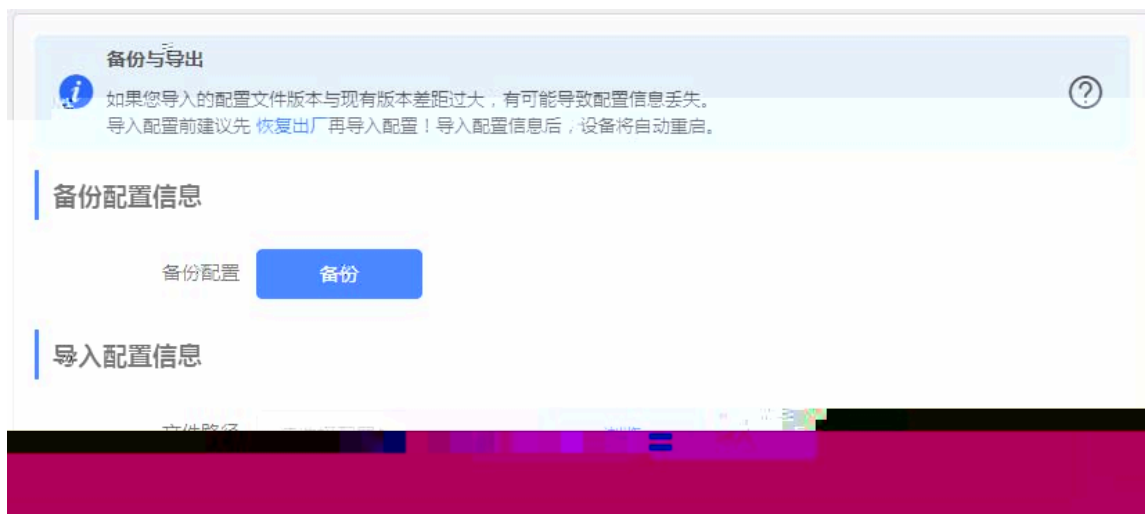 备份与导出
如果您导入的配置文件版本与现有版本差距过大，有可能导致配置信息丢失。
导入配置前建议先 恢复出厂再导入配置！导入配置信息后，设备将自动重启。
备份配置信息
备份配置 备份
导入配置信息
文件路径